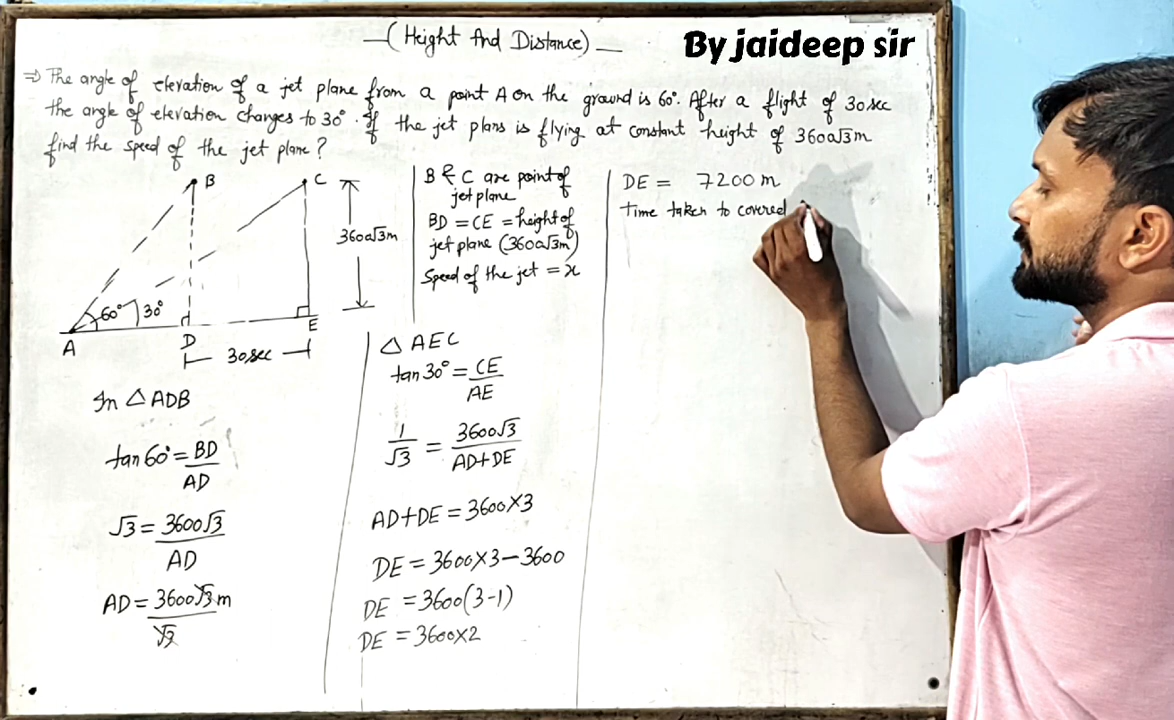 —( Height And Distance) —
By jaideep sir
⇒ The angle of elevation of a jet plane from a point A on the ground is 60°. After a flight of 30 sec
the angle of elevation changes to 30°. If the jet plans is flying at constant height of 3600√3m
find the speed of the jet plane?
B
C
3600√3m
60°
30°
A
D
E
30sec
B & C are point of
jet plane
BD = CE = height of
jet plane (3600√3m)
Speed of the jet = x
In △ ADB
tan 60° = BD
AD
√3 = 3600√3
AD
AD = 3600√3 m
√3
△ AEC
tan 30° = CE
AE
1 = 3600√3
√3 AD+DE
AD+DE = 3600×3
DE = 3600×3 − 3600
DE = 3600(3-1)
DE = 3600×2
DE = 7200 m
Time taken to covered